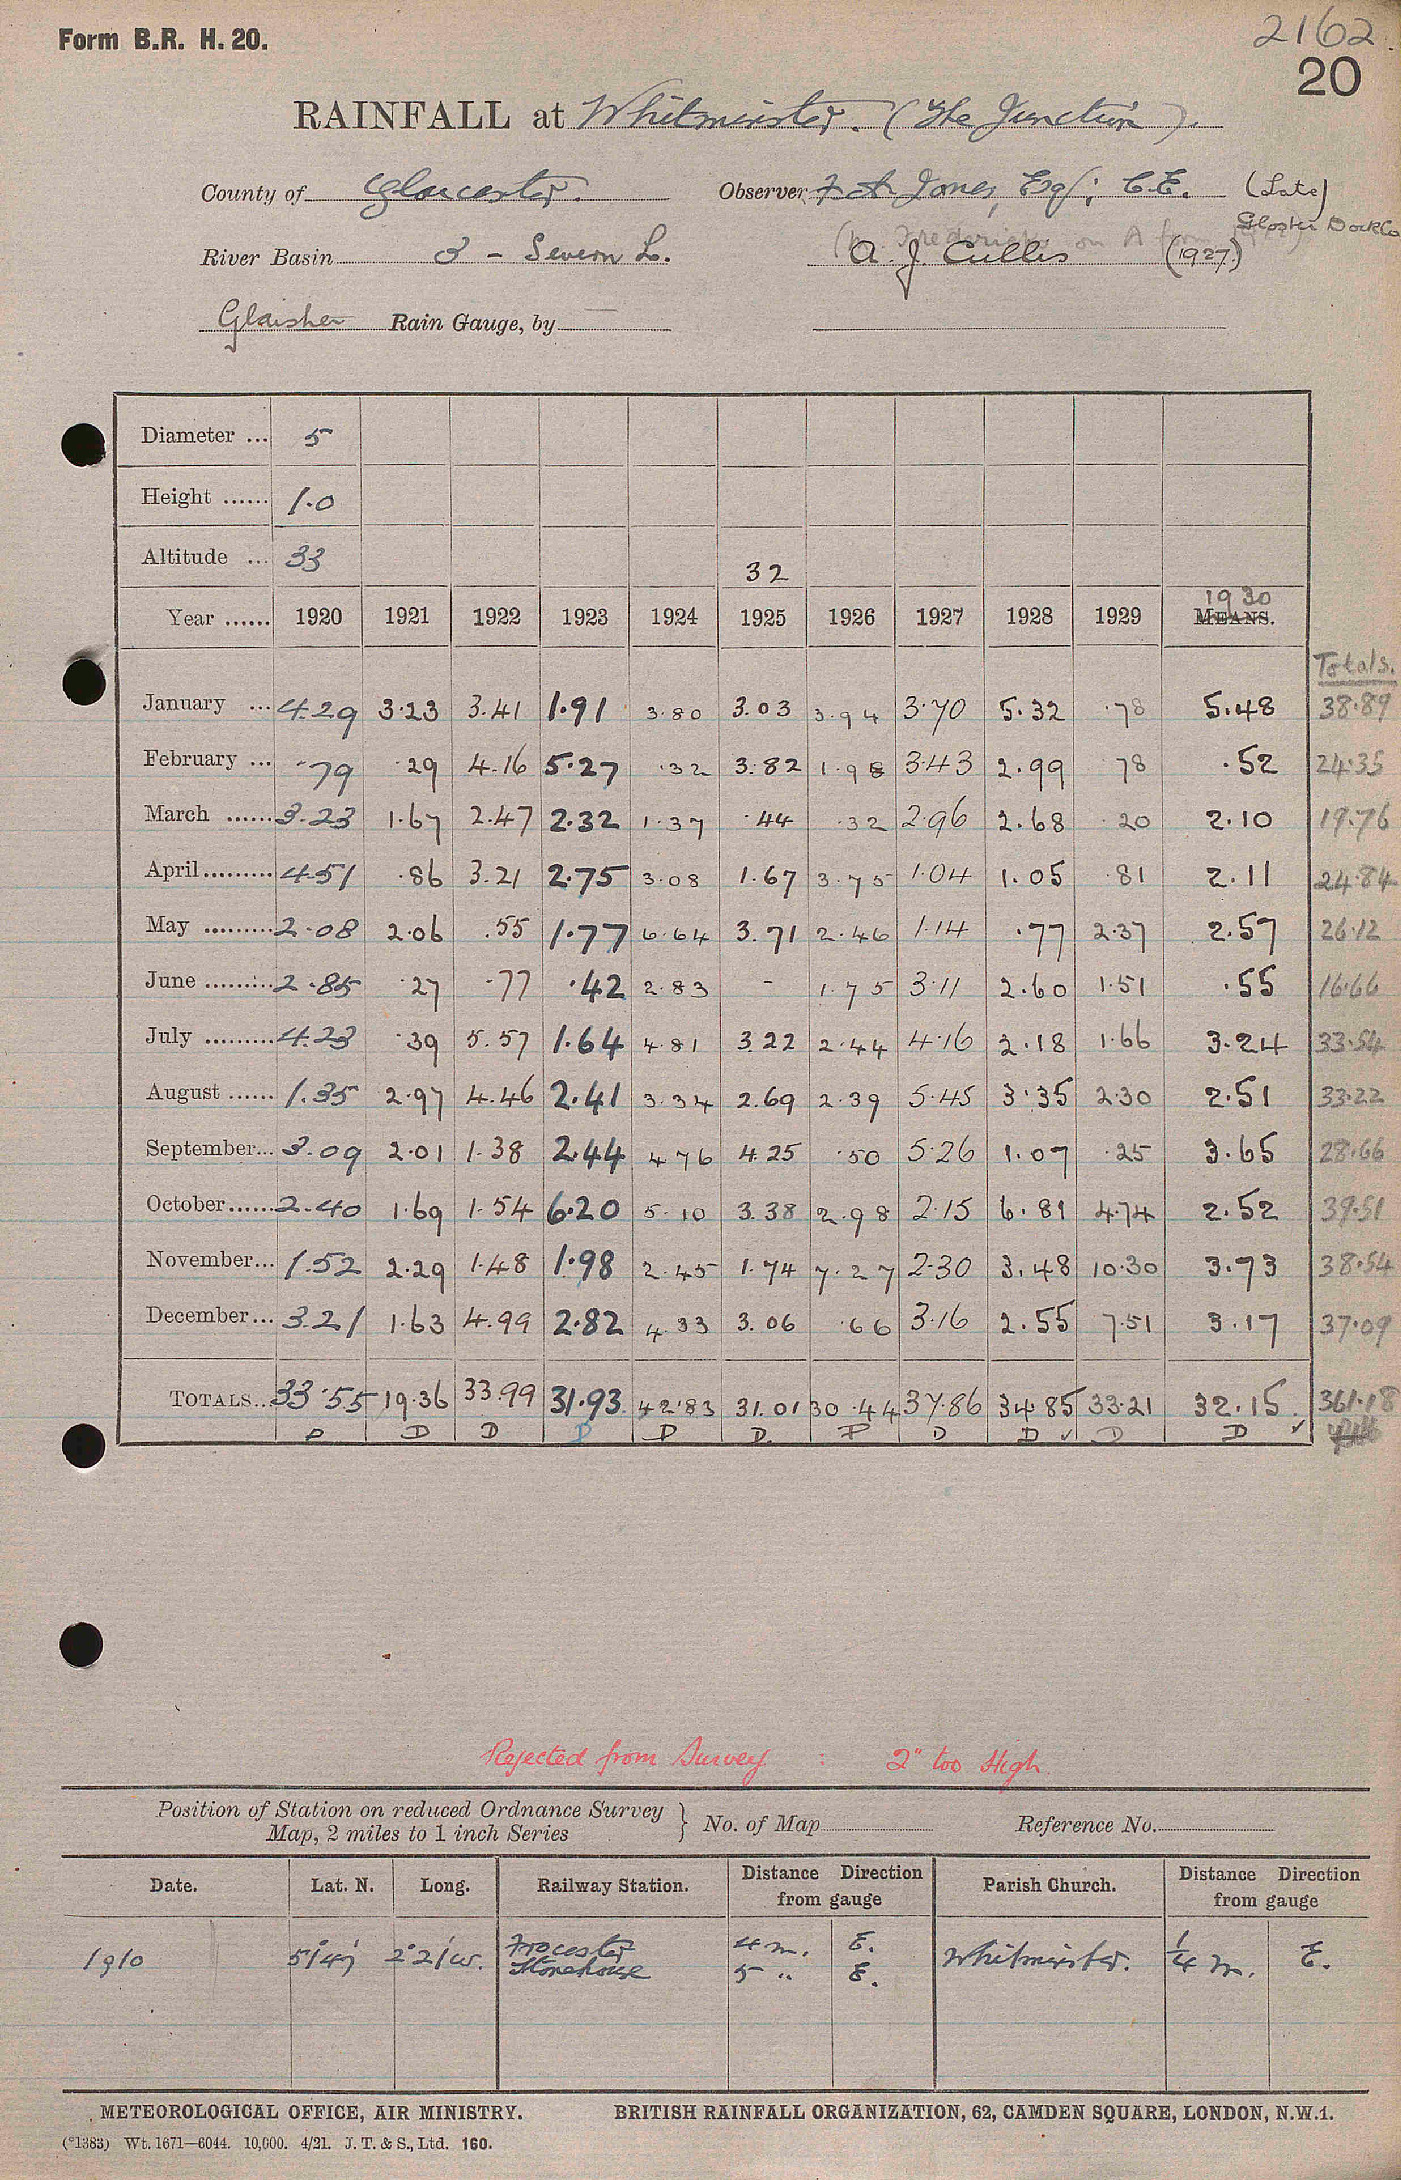 Form B.R. H. 20.
2162
20
RAINFALL at Whitminster. (The Junction).
County of Gloucester. Observer F. A. Jones, Esq; C.E. (Late)
Gloster Dock Co
River Basin 3 - Severn L. A. J. Cullis (1927)
Glaisher Rain Gauge, by —
Diameter ... 5
Height ...... 1.0
Altitude ... 33 32
Year ...... 1920 1921 1922 1923 1924 1925 1926 1927 1928 1929 MEANS. 1930
Totals.
January ... 4.29 3.23 3.41 1.91 3.80 3.03 3.94 3.70 5.32 .78 5.48 38.89
February ... .79 .29 4.16 5.27 .32 3.82 1.98 3.43 2.99 .78 .52 24.35
March ...... 3.23 1.67 2.47 2.32 1.37 .44 .32 2.96 2.68 .20 2.10 19.76
April ......... 4.51 .86 3.21 2.75 3.08 1.67 3.75 1.04 1.05 .81 2.11 24.84
May ......... 2.08 2.06 .55 1.77 6.64 3.71 2.46 1.14 .77 2.37 2.57 26.12
June ......... 2.85 .27 .77 .42 2.83 - 1.75 3.11 2.60 1.51 .55 16.66
July ......... 4.23 .39 5.57 1.64 4.81 3.22 2.44 4.16 2.18 1.66 3.24 33.54
August ...... 1.35 2.97 4.46 2.41 3.34 2.69 2.39 5.45 3.35 2.30 2.51 33.22
September... 3.09 2.01 1.38 2.44 4.76 4.25 .50 5.26 1.07 .25 3.65 28.66
October...... 2.40 1.69 1.54 6.20 5.10 3.38 2.98 2.15 6.81 4.74 2.52 39.51
November... 1.52 2.29 1.48 1.98 2.45 1.74 7.27 2.30 3.48 10.30 3.73 38.54
December... 3.21 1.63 4.99 2.82 4.33 3.06 .66 3.16 2.55 7.51 3.17 37.09
TOTALS... 33.55 19.36 33.99 31.93 42.83 31.01 30.44 37.86 34.85 33.21 32.15 361.18
D D D D D D D D D ✓ D D ✓
Rejected from Survey : 2" too High
Position of Station on reduced Ordnance Survey
Map, 2 miles to 1 inch Series } No. of Map Reference No.
Date. Lat. N. Long. Railway Station. Distance Direction from gauge Parish Church. Distance Direction from gauge
1910 51°47' 2°21'W. Frocester 4 m. E. Whitminster. 1/4 m. E.
Stonehouse 5 " E.
METEOROLOGICAL OFFICE, AIR MINISTRY. BRITISH RAINFALL ORGANIZATION, 62, CAMDEN SQUARE, LONDON, N.W.1.
(*1383) Wt. 1671—6044. 10,000. 4/21. J. T. & S., Ltd. 160.